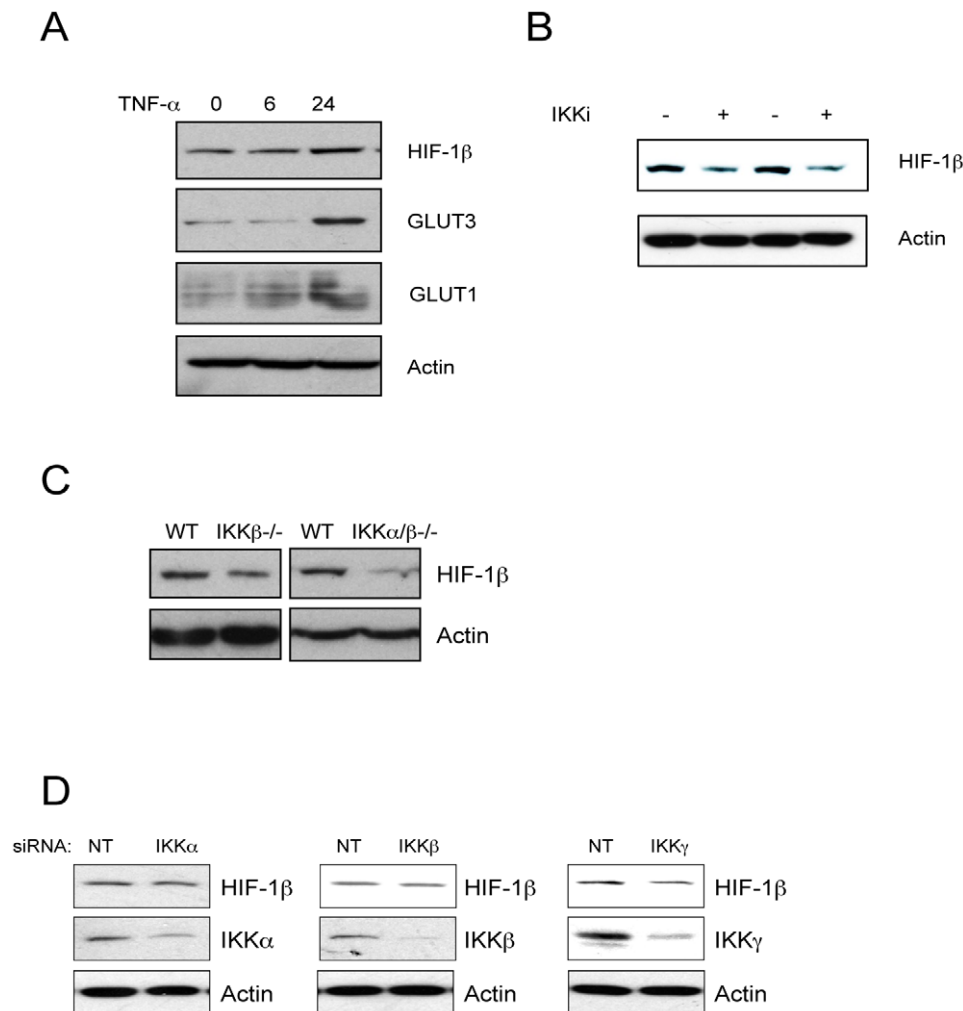 A
TNF-α 0 6 24
HIF-1β
GLUT3
GLUT1
Actin
B
IKKi - + - +
HIF-1β
Actin
C
WT IKKβ-/- WT IKKα/β-/-
HIF-1β
Actin
D
siRNA: NT IKKα NT IKKβ NT IKKγ
HIF-1β HIF-1β HIF-1β
IKKα IKKβ IKKγ
Actin Actin Actin